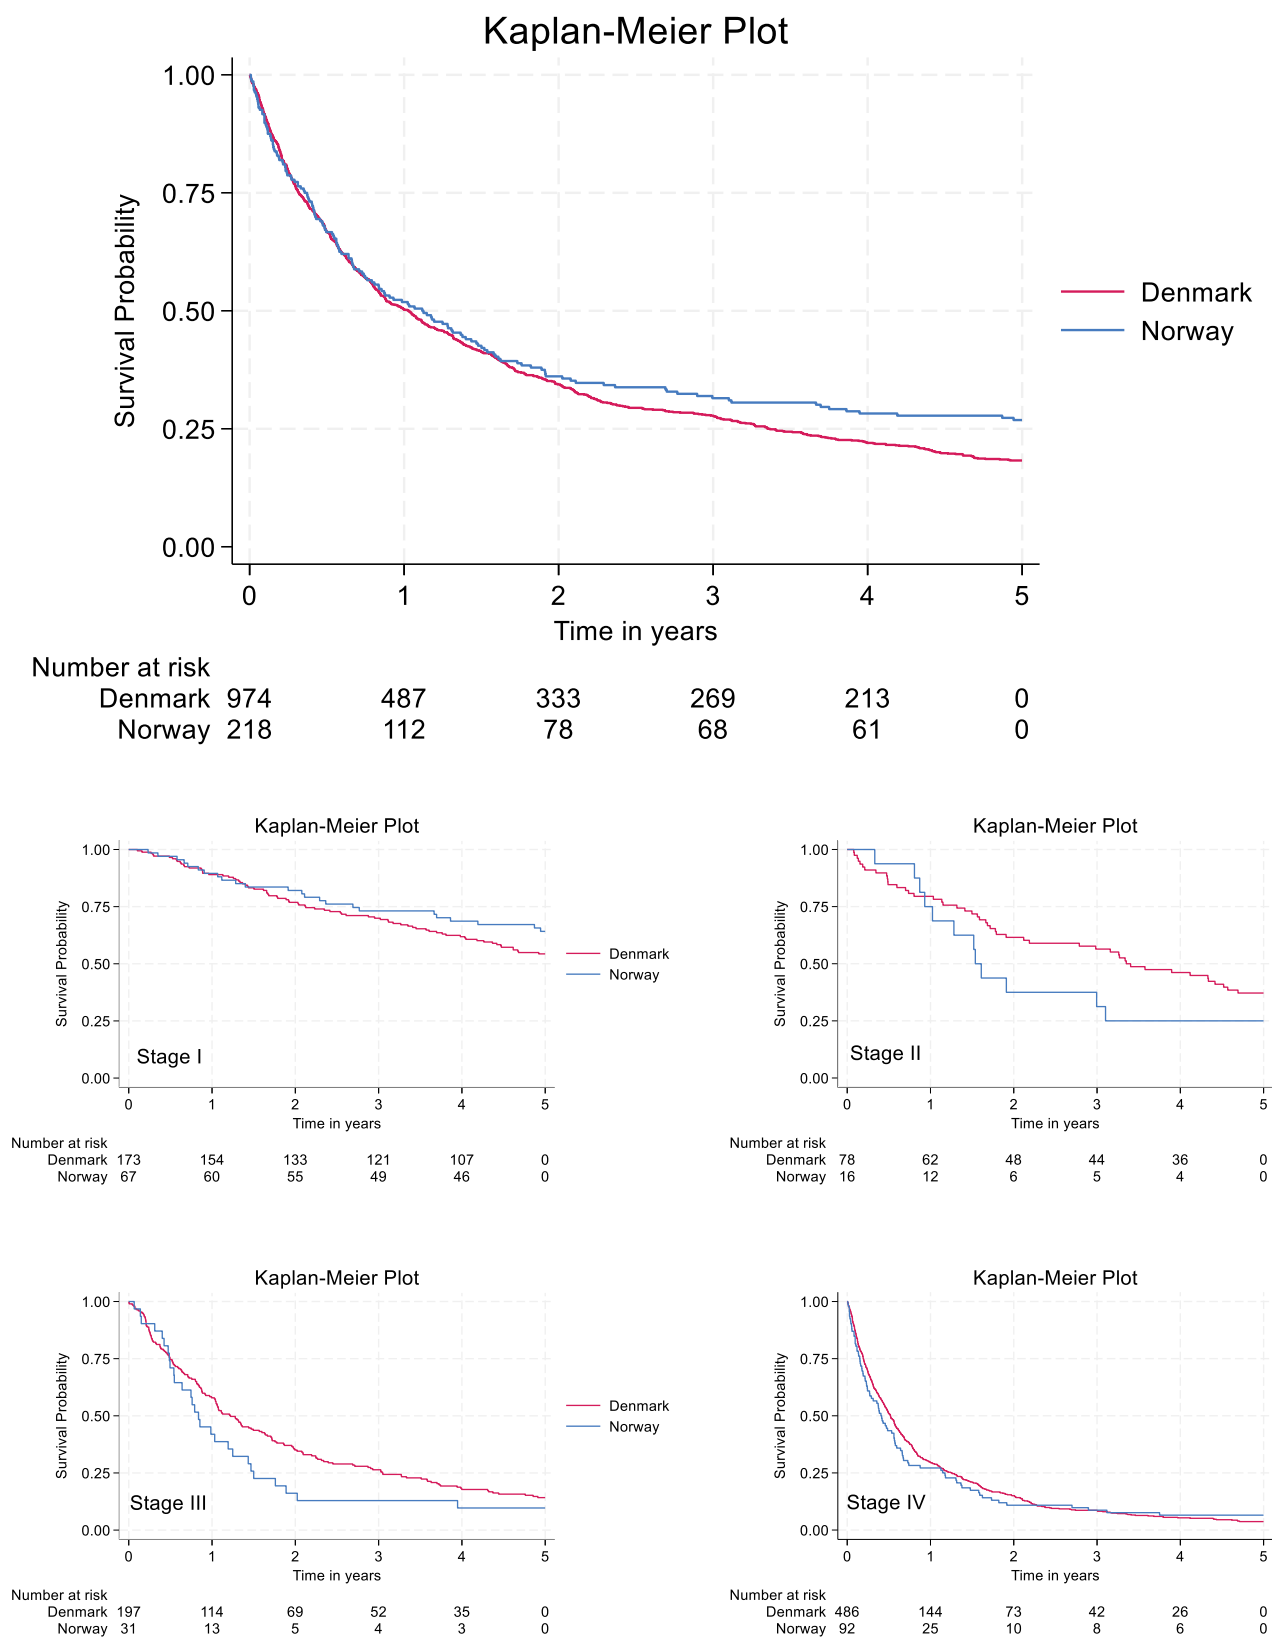 Kaplan-Meier Plot
1.00
0.75
0.50
0.25
0.00
Survival Probability
0 1 2 3 4 5
Time in years
Denmark
Norway
Number at risk
Denmark 974 487 333 269 213 0
Norway 218 112 78 68 61 0
Kaplan-Meier Plot
1.00
0.75
0.50
0.25
0.00
Survival Probability
Stage I
0 1 2 3 4 5
Time in years
Denmark
Norway
Number at risk
Denmark 173 154 133 121 107 0
Norway 67 60 55 49 46 0
Kaplan-Meier Plot
1.00
0.75
0.50
0.25
0.00
Survival Probability
Stage II
0 1 2 3 4 5
Time in years
Number at risk
Denmark 78 62 48 44 36 0
Norway 16 12 6 5 4 0
Kaplan-Meier Plot
1.00
0.75
0.50
0.25
0.00
Survival Probability
Stage III
0 1 2 3 4 5
Time in years
Denmark
Norway
Number at risk
Denmark 197 114 69 52 35 0
Norway 31 13 5 4 3 0
Kaplan-Meier Plot
1.00
0.75
0.50
0.25
0.00
Survival Probability
Stage IV
0 1 2 3 4 5
Time in years
Number at risk
Denmark 486 144 73 42 26 0
Norway 92 25 10 8 6 0